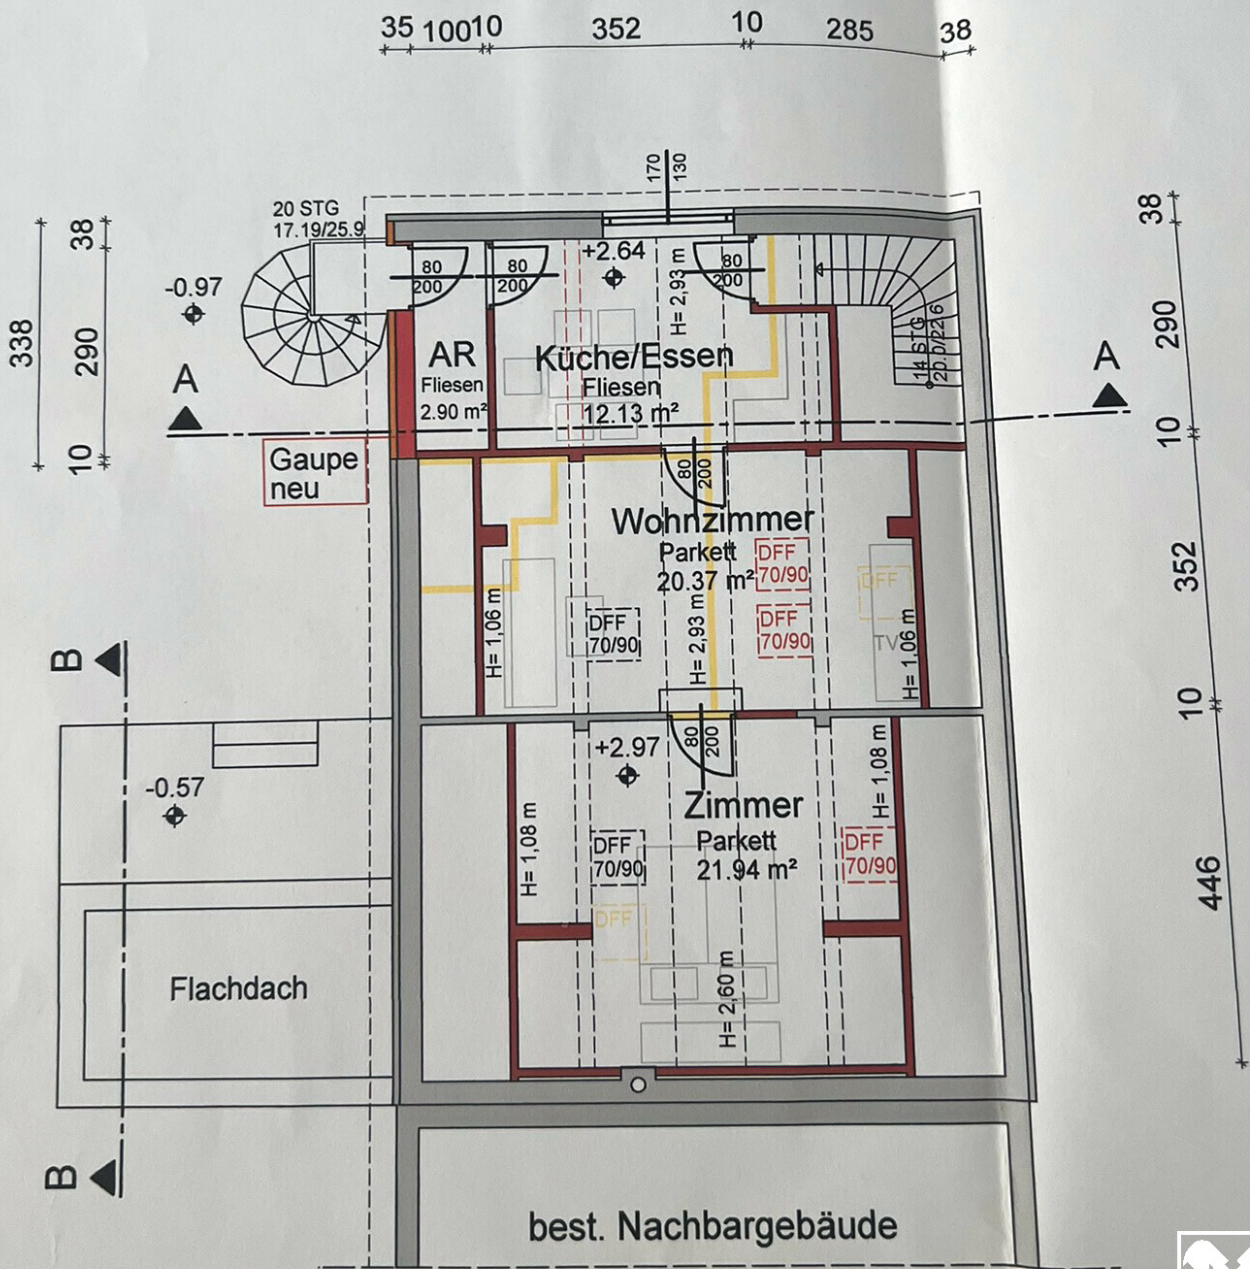 35 100 10 352 10 285 38
170
130
20 STG
17.19/25.9
38
290
338
10
-0.97
A
80
200
80
200
+2.64
H= 2,93 m
80
200
14 STG
20.0/22.6
38
290
10
A
AR
Fliesen
2.90 m²
Küche/Essen
Fliesen
12.13 m²
Gaupe
neu
80
200
Wohnzimmer
Parkett
20.37 m²
DFF
70/90
DFF
DFF
70/90
DFF
70/90
H= 1,06 m
H= 2,93 m
TV
H= 1,06 m
352
10
B
-0.57
80
200
+2.97
H= 1,08 m
Zimmer
Parkett
21.94 m²
H= 1,08 m
DFF
70/90
DFF
70/90
DFF
H= 2,60 m
446
Flachdach
B
best. Nachbargebäude